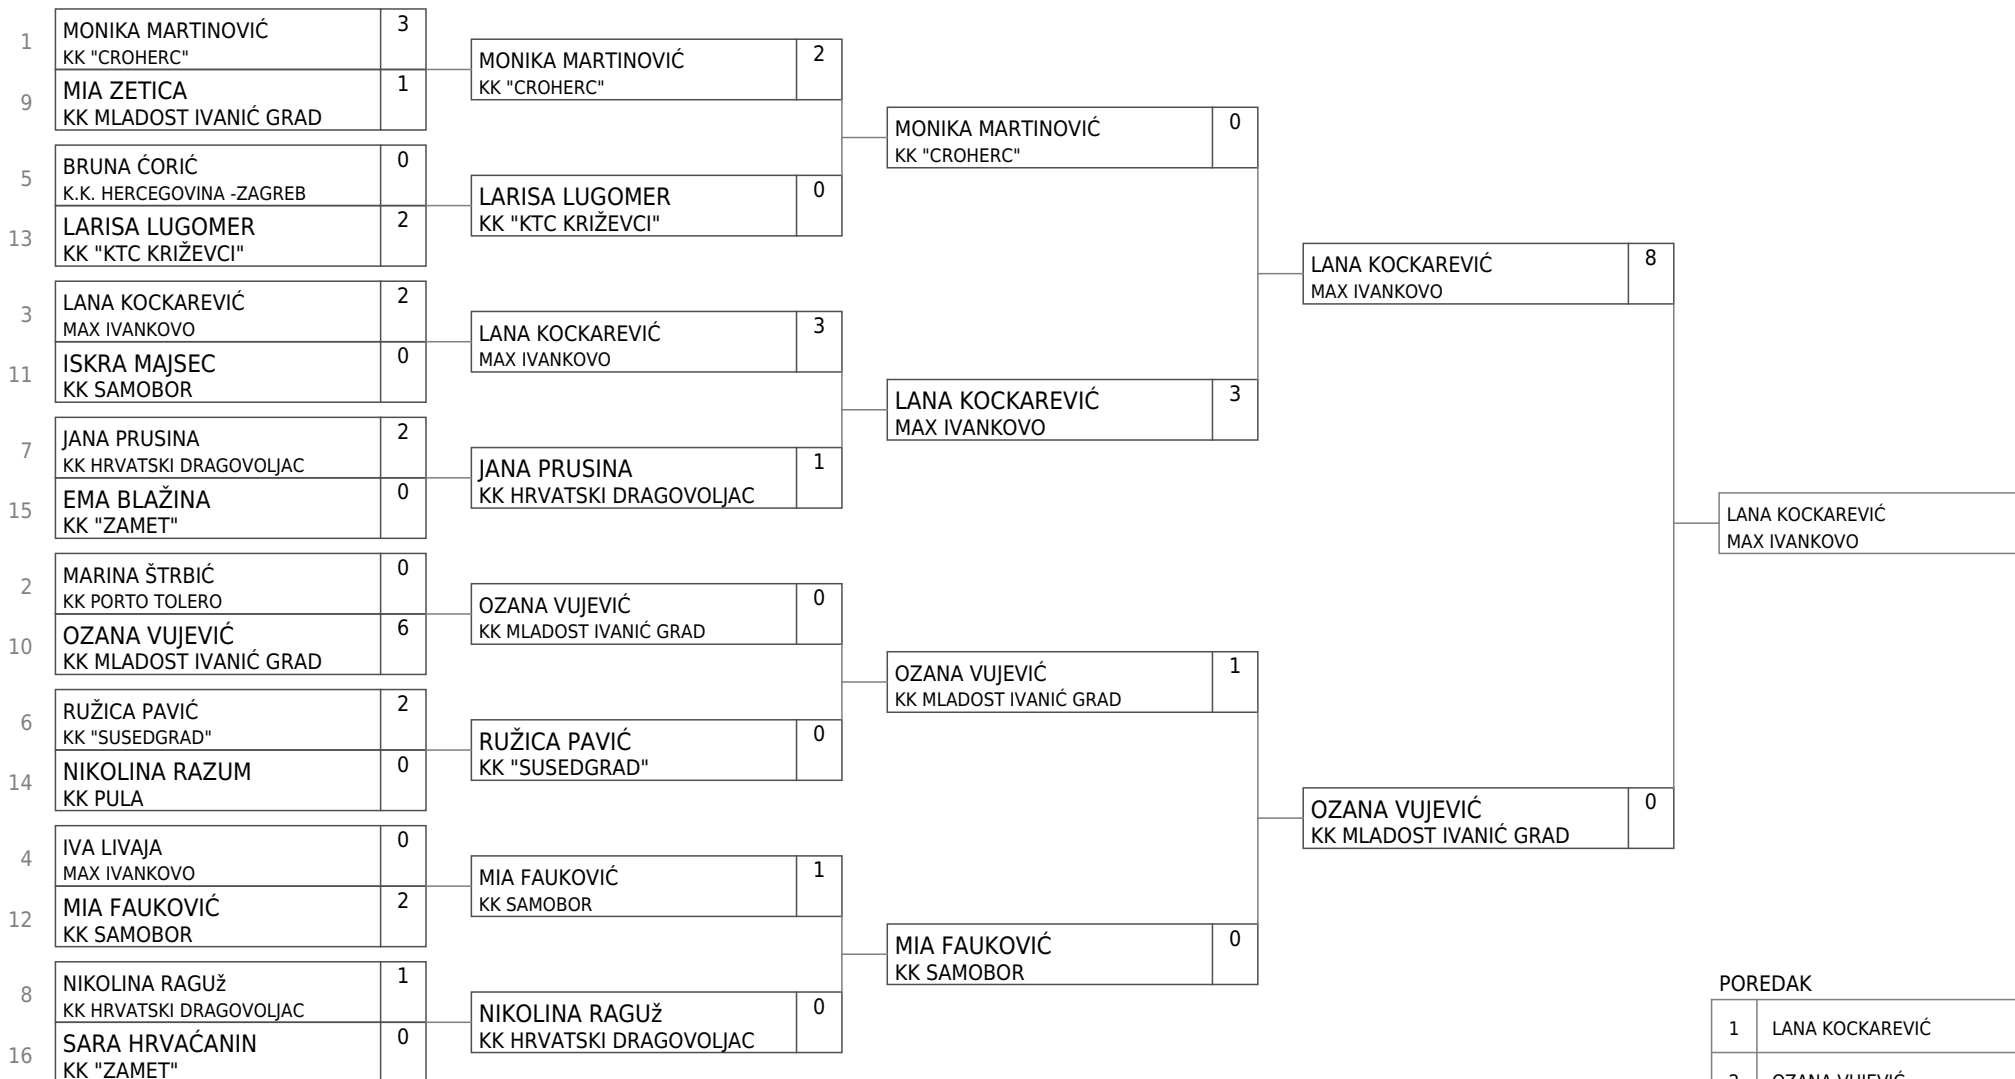 1
MONIKA MARTINOVIĆ
KK "CROHERC"
3
9
MIA ZETICA
KK MLADOST IVANIĆ GRAD
1
5
BRUNA ĆORIĆ
K.K. HERCEGOVINA -ZAGREB
0
13
LARISA LUGOMER
KK "KTC KRIŽEVCI"
2
3
LANA KOCKAREVIĆ
MAX IVANKOVO
2
11
ISKRA MAJSEC
KK SAMOBOR
0
7
JANA PRUSINA
KK HRVATSKI DRAGOVOLJAC
2
15
EMA BLAŽINA
KK "ZAMET"
0
2
MARINA ŠTRBIĆ
KK PORTO TOLERO
0
10
OZANA VUJEVIĆ
KK MLADOST IVANIĆ GRAD
6
6
RUŽICA PAVIĆ
KK "SUSEDGRAD"
2
14
NIKOLINA RAZUM
KK PULA
0
4
IVA LIVAJA
MAX IVANKOVO
0
12
MIA FAUKOVIĆ
KK SAMOBOR
2
8
NIKOLINA RAGUž
KK HRVATSKI DRAGOVOLJAC
1
16
SARA HRVAĆANIN
KK "ZAMET"
0
MONIKA MARTINOVIĆ
KK "CROHERC"
2
LARISA LUGOMER
KK "KTC KRIŽEVCI"
0
LANA KOCKAREVIĆ
MAX IVANKOVO
3
JANA PRUSINA
KK HRVATSKI DRAGOVOLJAC
1
OZANA VUJEVIĆ
KK MLADOST IVANIĆ GRAD
0
RUŽICA PAVIĆ
KK "SUSEDGRAD"
0
MIA FAUKOVIĆ
KK SAMOBOR
1
NIKOLINA RAGUž
KK HRVATSKI DRAGOVOLJAC
0
MONIKA MARTINOVIĆ
KK "CROHERC"
0
LANA KOCKAREVIĆ
MAX IVANKOVO
3
OZANA VUJEVIĆ
KK MLADOST IVANIĆ GRAD
1
MIA FAUKOVIĆ
KK SAMOBOR
0
LANA KOCKAREVIĆ
MAX IVANKOVO
8
OZANA VUJEVIĆ
KK MLADOST IVANIĆ GRAD
0
LANA KOCKAREVIĆ
MAX IVANKOVO
POREDAK
1 LANA KOCKAREVIĆ
2 OZANA VUJEVIĆ